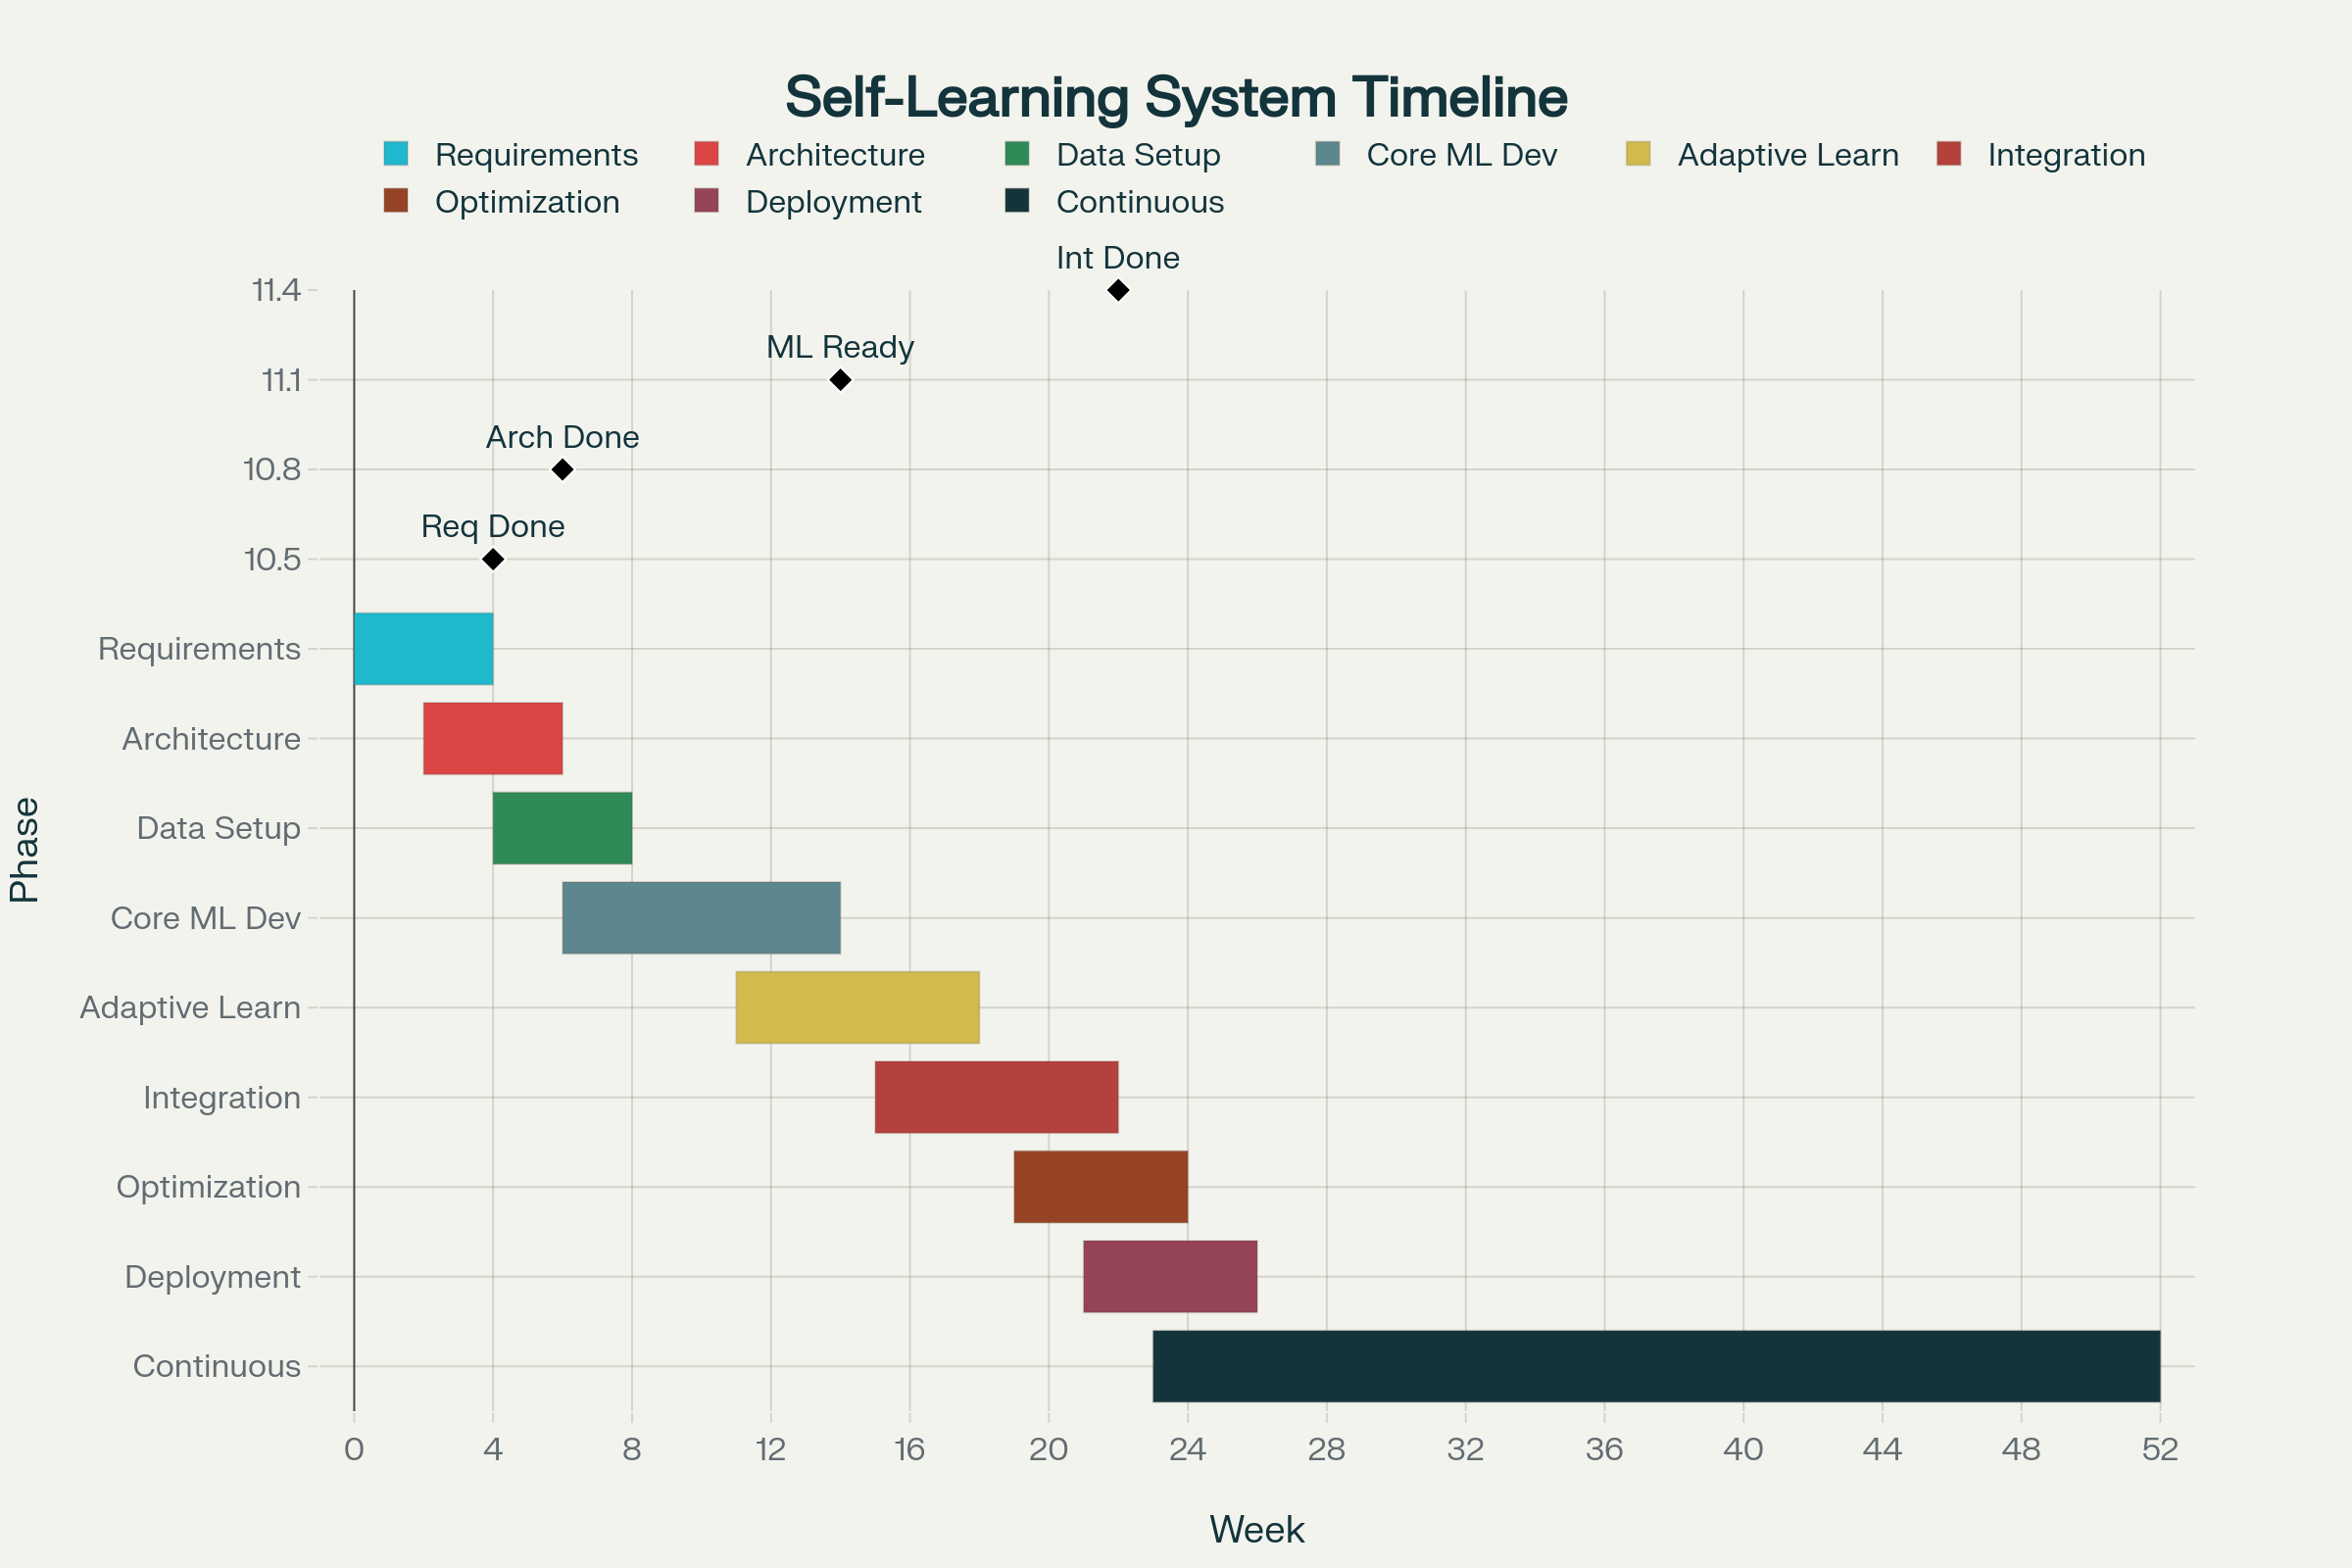 Self-Learning System Timeline
Requirements Architecture Data Setup Core ML Dev Adaptive Learn Integration
Optimization Deployment Continuous
Int Done
11.4
ML Ready
11.1
Arch Done
10.8
Req Done
10.5
Requirements
Architecture
Data Setup
Phase
Core ML Dev
Adaptive Learn
Integration
Optimization
Deployment
Continuous
0 4 8 12 16 20 24 28 32 36 40 44 48 52
Week